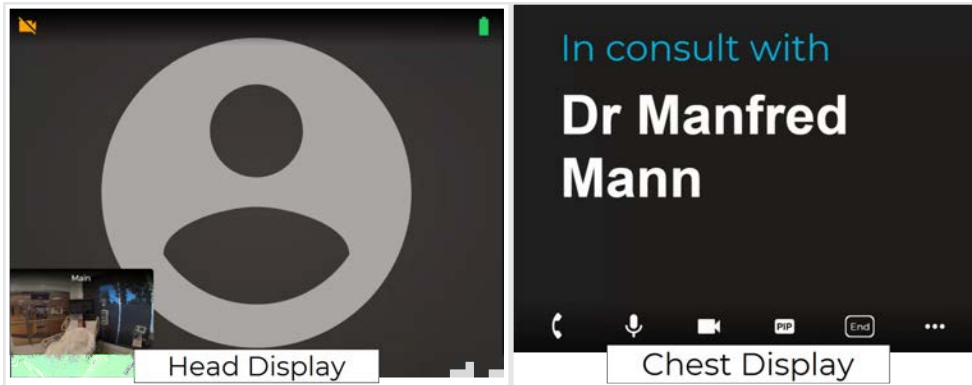 Main
Head Display
In consult with
Dr Manfred
Mann
PIP
End
Chest Display